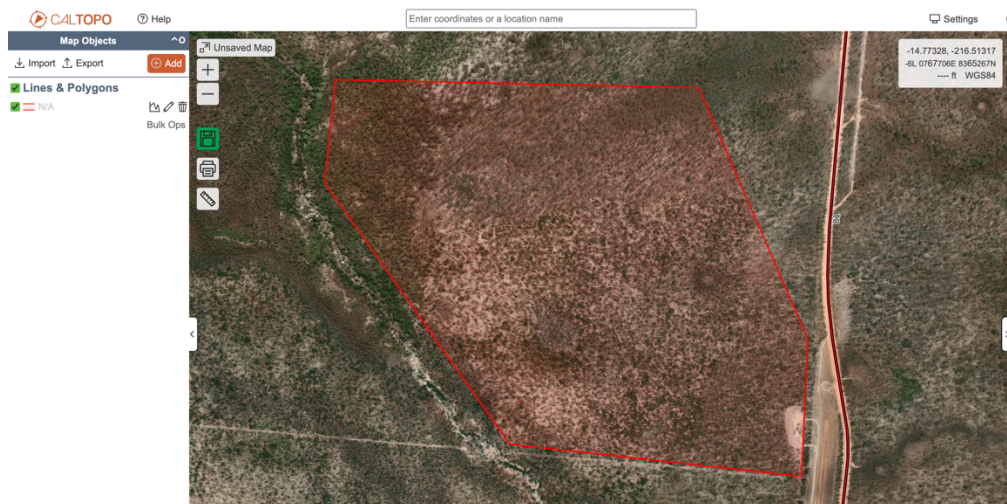 CALTOPO
Help
Enter coordinates or a location name
Settings
Map Objects
Import Export Add
Lines & Polygons
N/A
Bulk Ops
Unsaved Map
+
−
-14.77328, -216.51317
-6L 0767706E 8365267N
---- ft WGS84